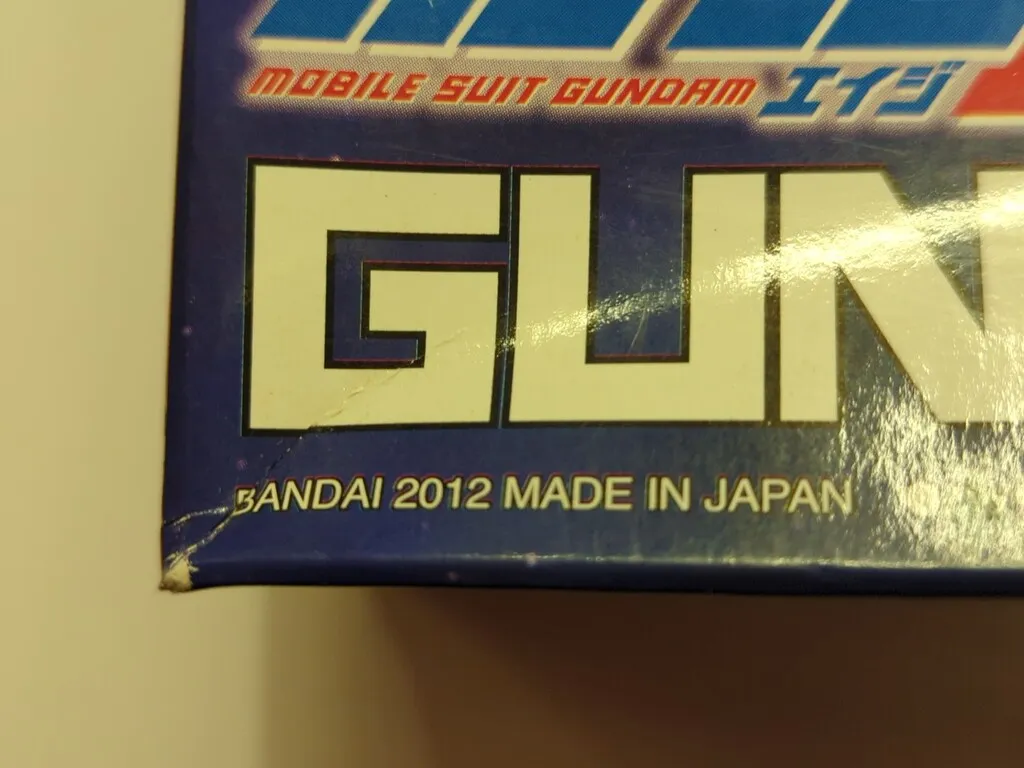 MOBILE SUIT GUNDAM エイジ
GUN
BANDAI 2012 MADE IN JAPAN